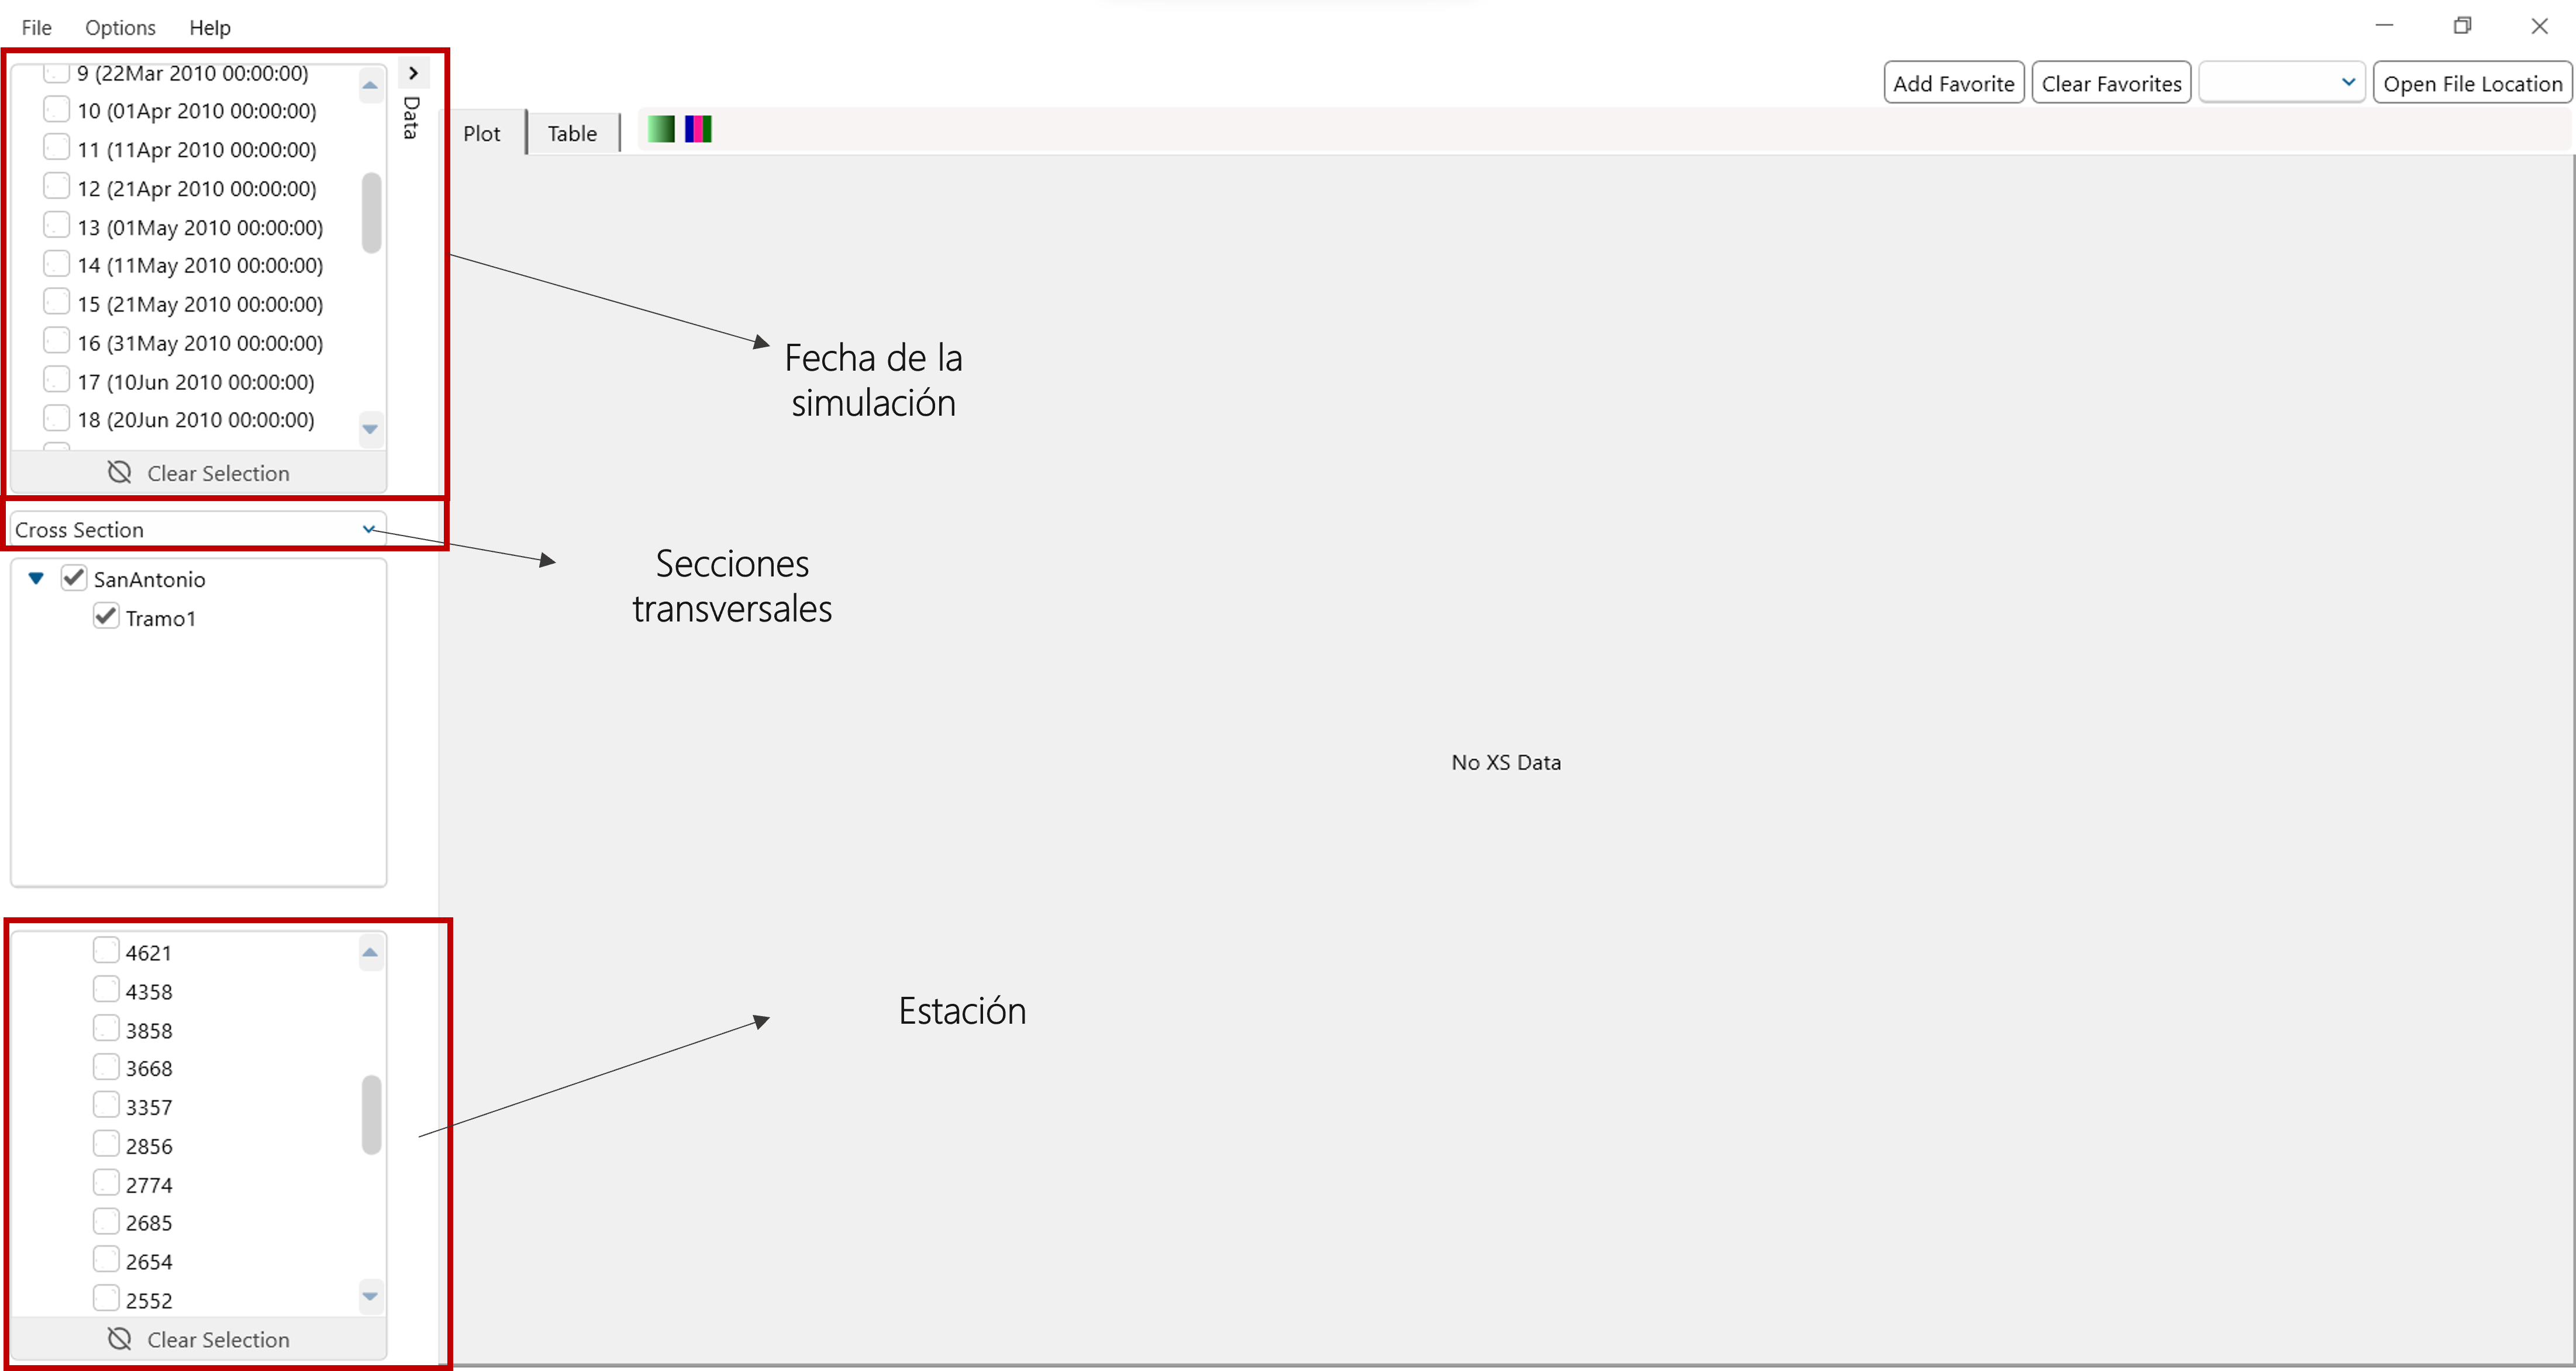 File Options Help
Add Favorite Clear Favorites Open File Location
9 (22Mar 2010 00:00:00)
10 (01Apr 2010 00:00:00)
11 (11Apr 2010 00:00:00)
12 (21Apr 2010 00:00:00)
13 (01May 2010 00:00:00)
14 (11May 2010 00:00:00)
15 (21May 2010 00:00:00)
16 (31May 2010 00:00:00)
17 (10Jun 2010 00:00:00)
18 (20Jun 2010 00:00:00)
Clear Selection
Data
Plot Table
Fecha de la
simulación
Cross Section
Secciones
transversales
SanAntonio
Tramo1
No XS Data
4621
4358
3858
3668
3357
2856
2774
2685
2654
2552
Clear Selection
Estación